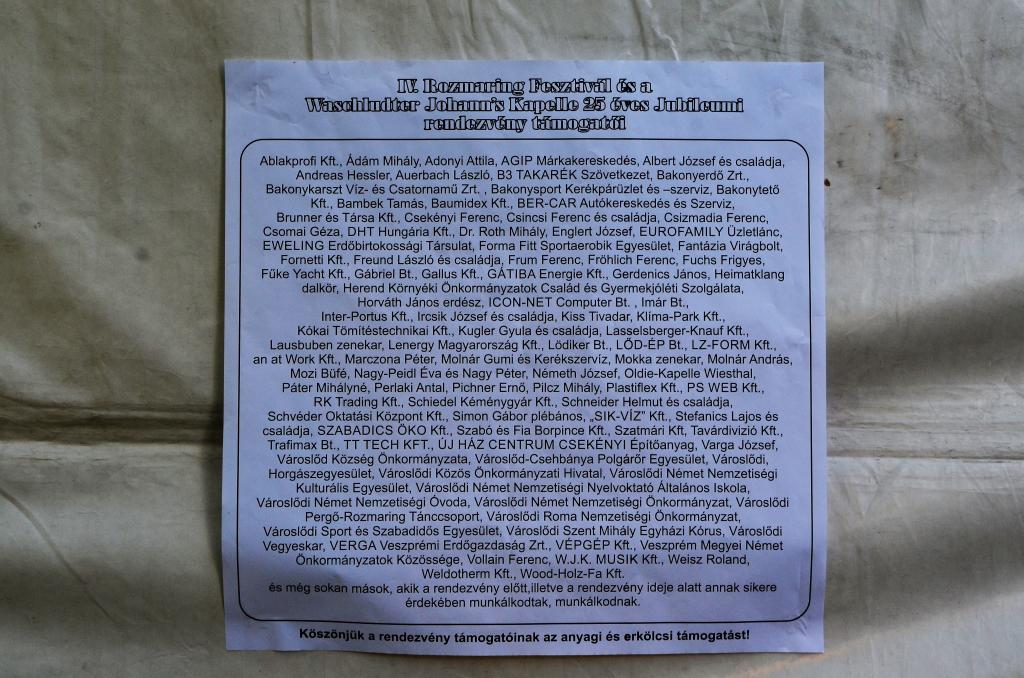 IV. Rozmaring Fesztivál és a
Waschludter Johann's Kapelle 25 éves Jubileumi
rendezvény támogatói
Ablakprofi Kft., Ádám Mihály, Adonyi Attila, AGIP Márkakereskedés, Albert József és családja,
Andreas Hessler, Auerbach László, B3 TAKARÉK Szövetkezet, Bakonyerdő Zrt.,
Bakonykarszt Víz- és Csatornamű Zrt. , Bakonysport Kerékpárüzlet és –szerviz, Bakonytető
Kft., Bambek Tamás, Baumidex Kft., BER-CAR Autókereskedés és Szerviz,
Brunner és Társa Kft., Csekényi Ferenc, Csincsi Ferenc és családja, Csizmadia Ferenc,
Csomai Géza, DHT Hungária Kft., Dr. Roth Mihály, Englert József, EUROFAMILY Üzletlánc,
EWELING Erdőbirtokossági Társulat, Forma Fitt Sportaerobik Egyesület, Fantázia Virágbolt,
Fornetti Kft., Freund László és családja, Frum Ferenc, Fröhlich Ferenc, Fuchs Frigyes,
Fűke Yacht Kft., Gábriel Bt., Gallus Kft., GÁTIBA Energie Kft., Gerdenics János, Heimatklang
dalkör, Herend Környéki Önkormányzatok Család és Gyermekjóléti Szolgálata,
Horváth János erdész, ICON-NET Computer Bt. , Imár Bt.,
Inter-Portus Kft., Ircsik József és családja, Kiss Tivadar, Klíma-Park Kft.,
Kókai Tömítéstechnikai Kft., Kugler Gyula és családja, Lasselsberger-Knauf Kft.,
Lausbuben zenekar, Lenergy Magyarország Kft., Lödiker Bt., LŐD-ÉP Bt., LZ-FORM Kft.,
an at Work Kft., Marczona Péter, Molnár Gumi és Kerékszervíz, Mokka zenekar, Molnár András,
Mozi Büfé, Nagy-Peidl Éva és Nagy Péter, Németh József, Oldie-Kapelle Wiesthal,
Páter Mihályné, Perlaki Antal, Pichner Ernő, Pilcz Mihály, Plastiflex Kft., PS WEB Kft.,
RK Trading Kft., Schiedel Kéménygyár Kft., Schneider Helmut és családja,
Schvéder Oktatási Központ Kft., Simon Gábor plébános, „SIK-VÍZ” Kft., Stefanics Lajos és
családja, SZABADICS ÖKO Kft., Szabó és Fia Borpince Kft., Szatmári Kft, Tavárdivizió Kft.,
Trafimax Bt., TT TECH KFT., ÚJ HÁZ CENTRUM CSEKÉNYI Építőanyag, Varga József,
Városlőd Község Önkormányzata, Városlőd-Csehbánya Polgárőr Egyesület, Városlődi,
Horgászegyesület, Városlődi Közös Önkormányzati Hivatal, Városlődi Német Nemzetiségi
Kulturális Egyesület, Városlődi Német Nemzetiségi Nyelvoktató Általános Iskola,
Városlődi Német Nemzetiségi Óvoda, Városlődi Német Nemzetiségi Önkormányzat, Városlődi
Pergő-Rozmaring Tánccsoport, Városlődi Roma Nemzetiségi Önkormányzat,
Városlődi Sport és Szabadidős Egyesület, Városlődi Szent Mihály Egyházi Kórus, Városlődi
Vegyeskar, VERGA Veszprémi Erdőgazdaság Zrt., VÉPGÉP Kft., Veszprém Megyei Német
Önkormányzatok Közössége, Vollain Ferenc, W.J.K. MUSIK Kft., Weisz Roland,
Weldotherm Kft., Wood-Holz-Fa Kft.
és még sokan mások, akik a rendezvény előtt,illetve a rendezvény ideje alatt annak sikere
érdekében munkálkodtak, munkálkodnak.
Köszönjük a rendezvény támogatóinak az anyagi és erkölcsi támogatást!